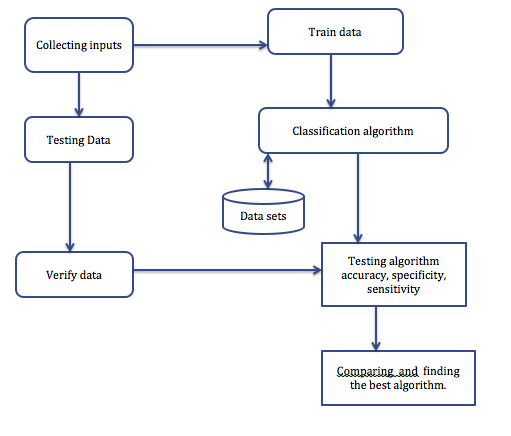 Collecting inputs
Train data
Testing Data
Classification algorithm
Data sets
Verify data
Testing algorithm
accuracy, specificity,
sensitivity
Comparing and finding
the best algorithm.